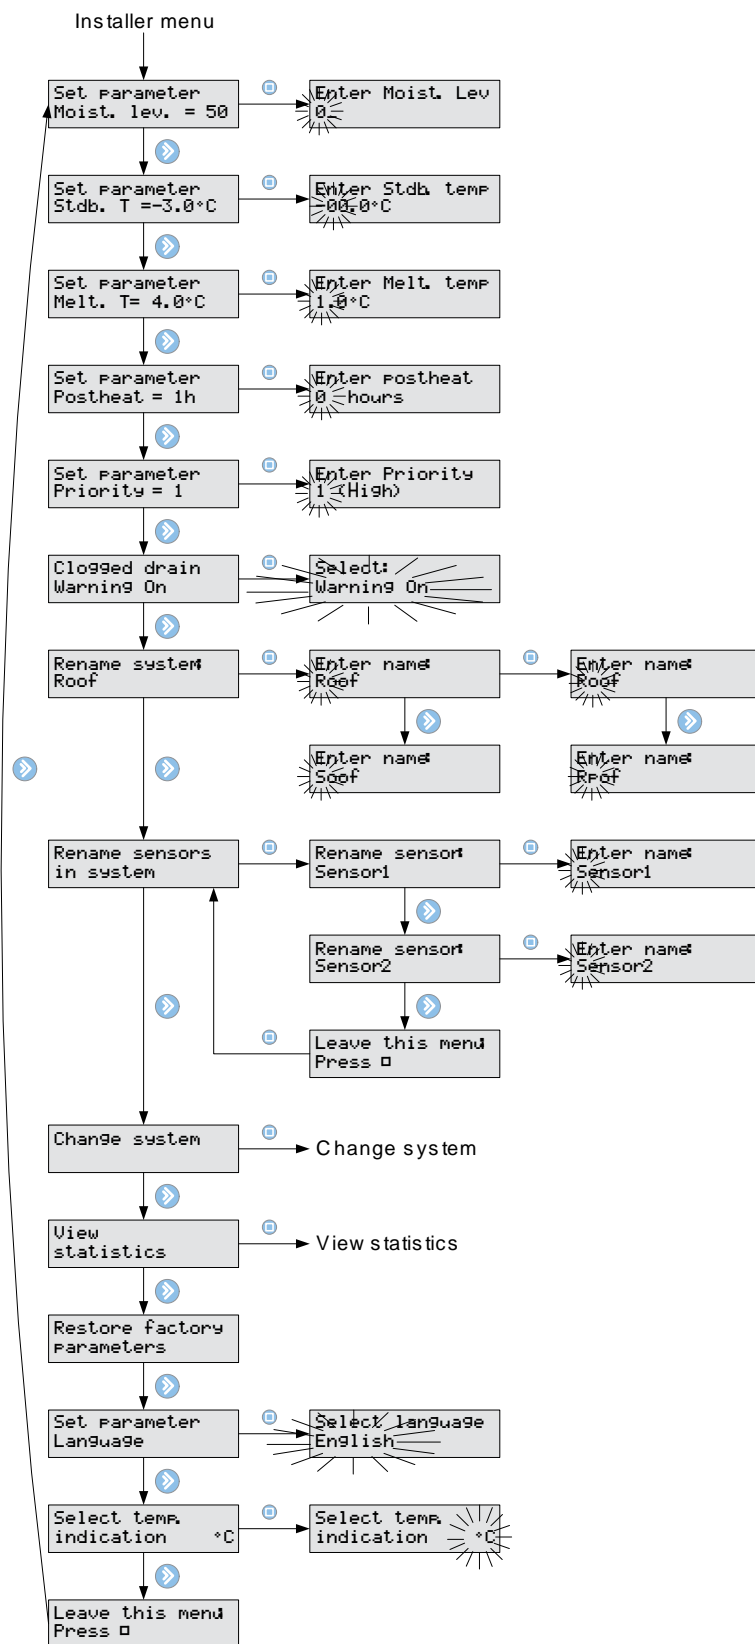 Installer menu
Set parameter
Moist. lev. = 50
Enter Moist. Lev
0_
Set parameter
Stdb. T =-3.0°C
Enter Stdb. temp
-00.0°C
Set parameter
Melt. T= 4.0°C
Enter Melt. temp
1.0°C
Set parameter
Postheat = 1h
Enter postheat
0 hours
Set parameter
Priority = 1
Enter Priority
1 (High)
Clogged drain
Warning On
Select:
Warning On
Rename system:
Roof
Enter name:
Roof
Enter name:
Roof
Enter name:
Soof
Enter name:
Rpof
Rename sensors
in system
Rename sensor:
Sensor1
Enter name:
Sensor1
Rename sensor:
Sensor2
Enter name:
Sensor2
Leave this menu:
Press □
Change system
Change system
View
statistics
View statistics
Restore factory
parameters
Set parameter
Language
Select language
English
Select temp.
indication °C
Select temp.
indication °C
Leave this menu:
Press □